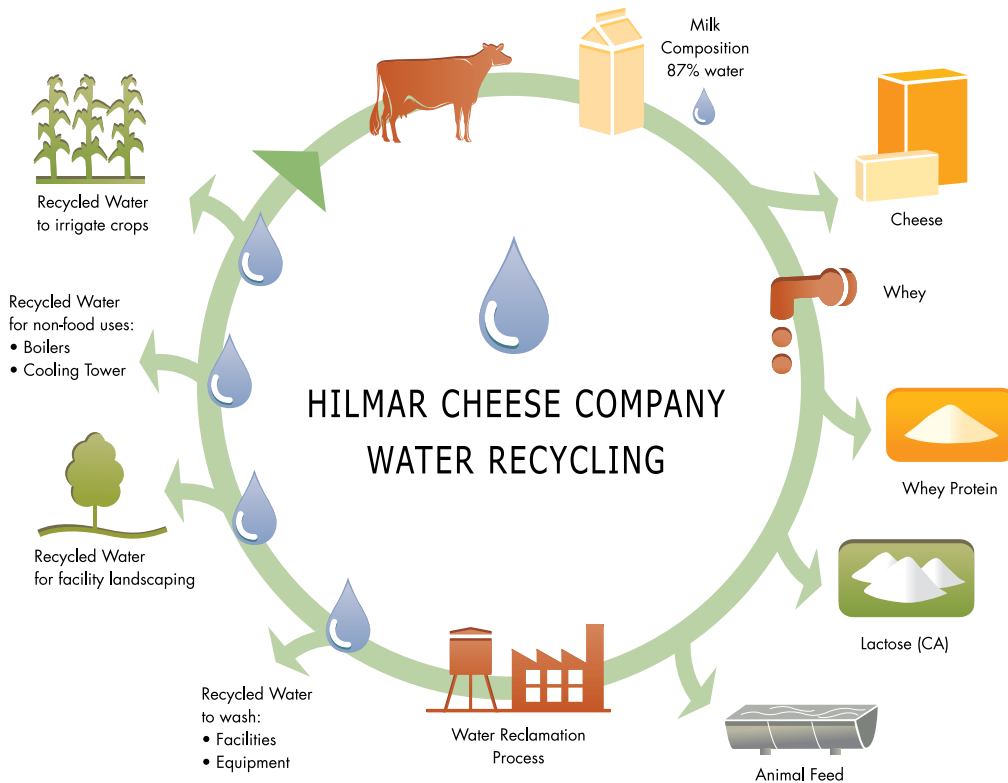 Milk
Composition
87% water
Cheese
Whey
Whey Protein
Lactose (CA)
Animal Feed
Water Reclamation
Process
Recycled Water
to wash:
• Facilities
• Equipment
Recycled Water
for facility landscaping
Recycled Water
for non-food uses:
• Boilers
• Cooling Tower
Recycled Water
to irrigate crops
HILMAR CHEESE COMPANY
WATER RECYCLING